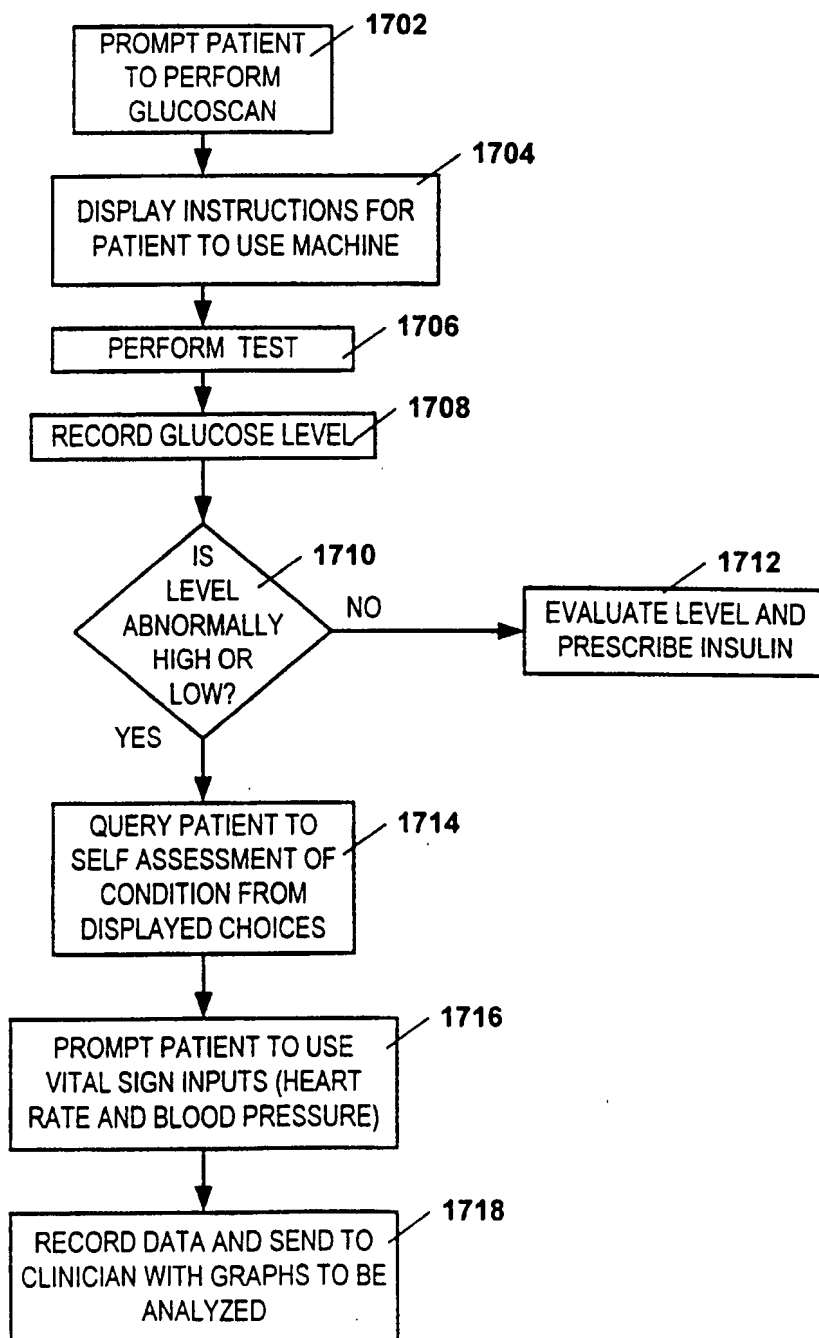 1702
PROMPT PATIENT
TO PERFORM
GLUCOSCAN
1704
DISPLAY INSTRUCTIONS FOR
PATIENT TO USE MACHINE
1706
PERFORM TEST
1708
RECORD GLUCOSE LEVEL
1710
IS
LEVEL
ABNORMALLY
HIGH OR
LOW?
NO
1712
EVALUATE LEVEL AND
PRESCRIBE INSULIN
YES
1714
QUERY PATIENT TO
SELF ASSESSMENT OF
CONDITION FROM
DISPLAYED CHOICES
1716
PROMPT PATIENT TO USE
VITAL SIGN INPUTS (HEART
RATE AND BLOOD PRESSURE)
1718
RECORD DATA AND SEND TO
CLINICIAN WITH GRAPHS TO BE
ANALYZED